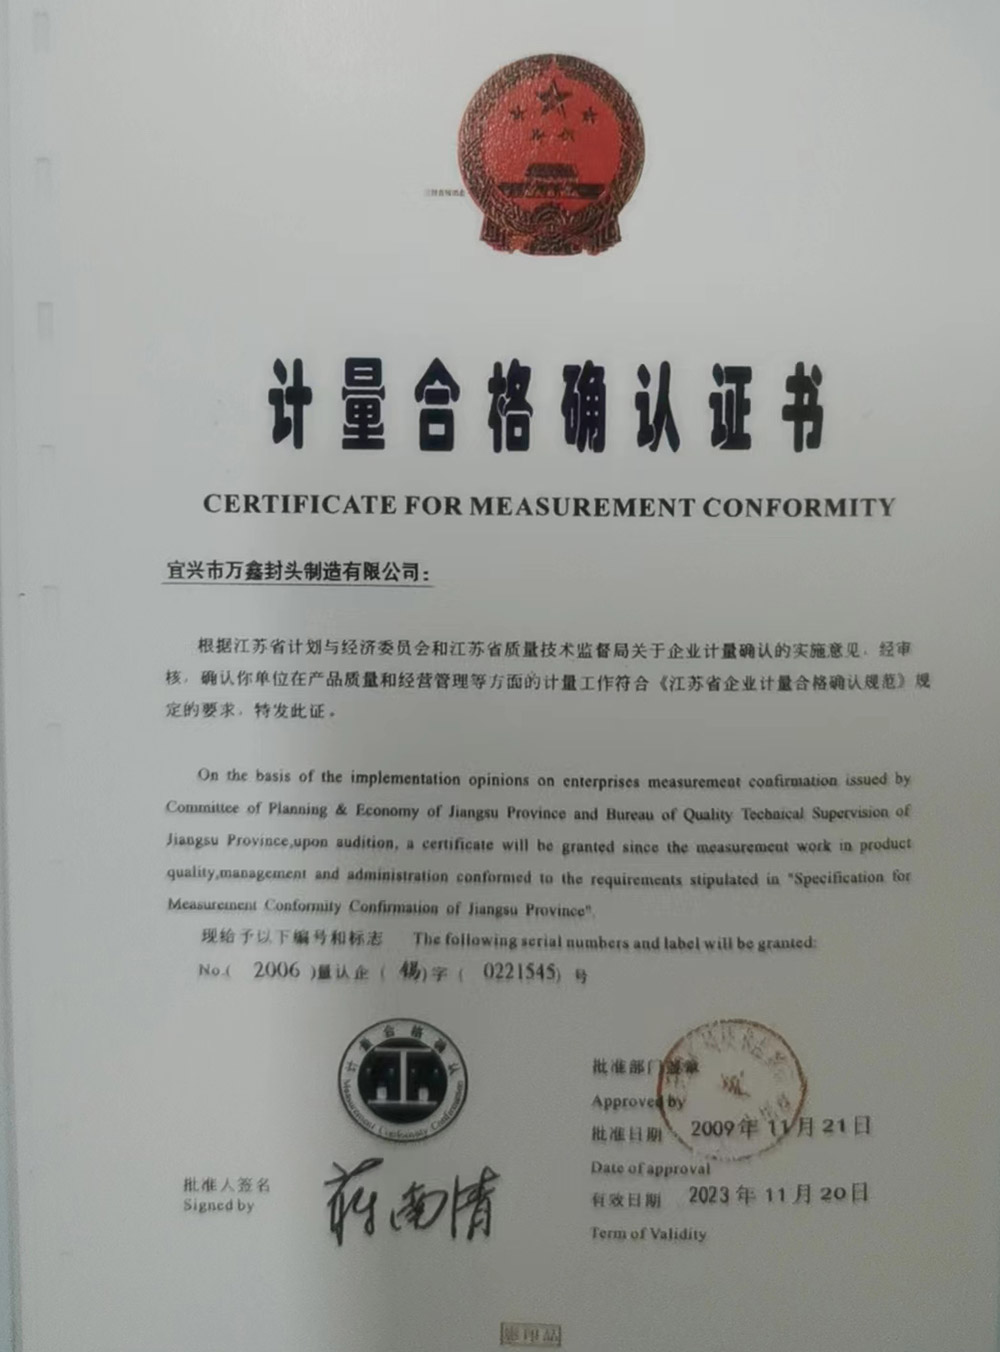 计量合格确认证书
CERTIFICATE FOR MEASUREMENT CONFORMITY
宜兴市万鑫封头制造有限公司:
根据江苏省计划与经济委员会和江苏省质量技术监督局关于企业计量确认的实施意见，经审
核，确认你单位在产品质量和经营管理等方面的计量工作符合《江苏省企业计量合格确认规范》规
定的要求，特发此证。
On the basis of the implementation opinions on enterprises measurement confirmation issued by
Committee of Planning & Economy of Jiangsu Province and Bureau of Quality Technical Supervision of
Jiangsu Province,upon audition, a certificate will be granted since the measurement work in product
quality,management and administration conformed to the requirements stipulated in "Specification for
Measurement Conformity Confirmation of Jiangsu Province".
现给予以下编号和标志 The following serial numbers and label will be granted:
No.( 2006 )量认企( 锡)字( 0221545) 号
计量合格确认
Measurement Conformity Confirmation
批准部门
Approved by
批准日期 2009年11月21日
Date of approval
批准人签名
Signed by
蒋南清
有效日期 2023年11月20日
Term of Validity